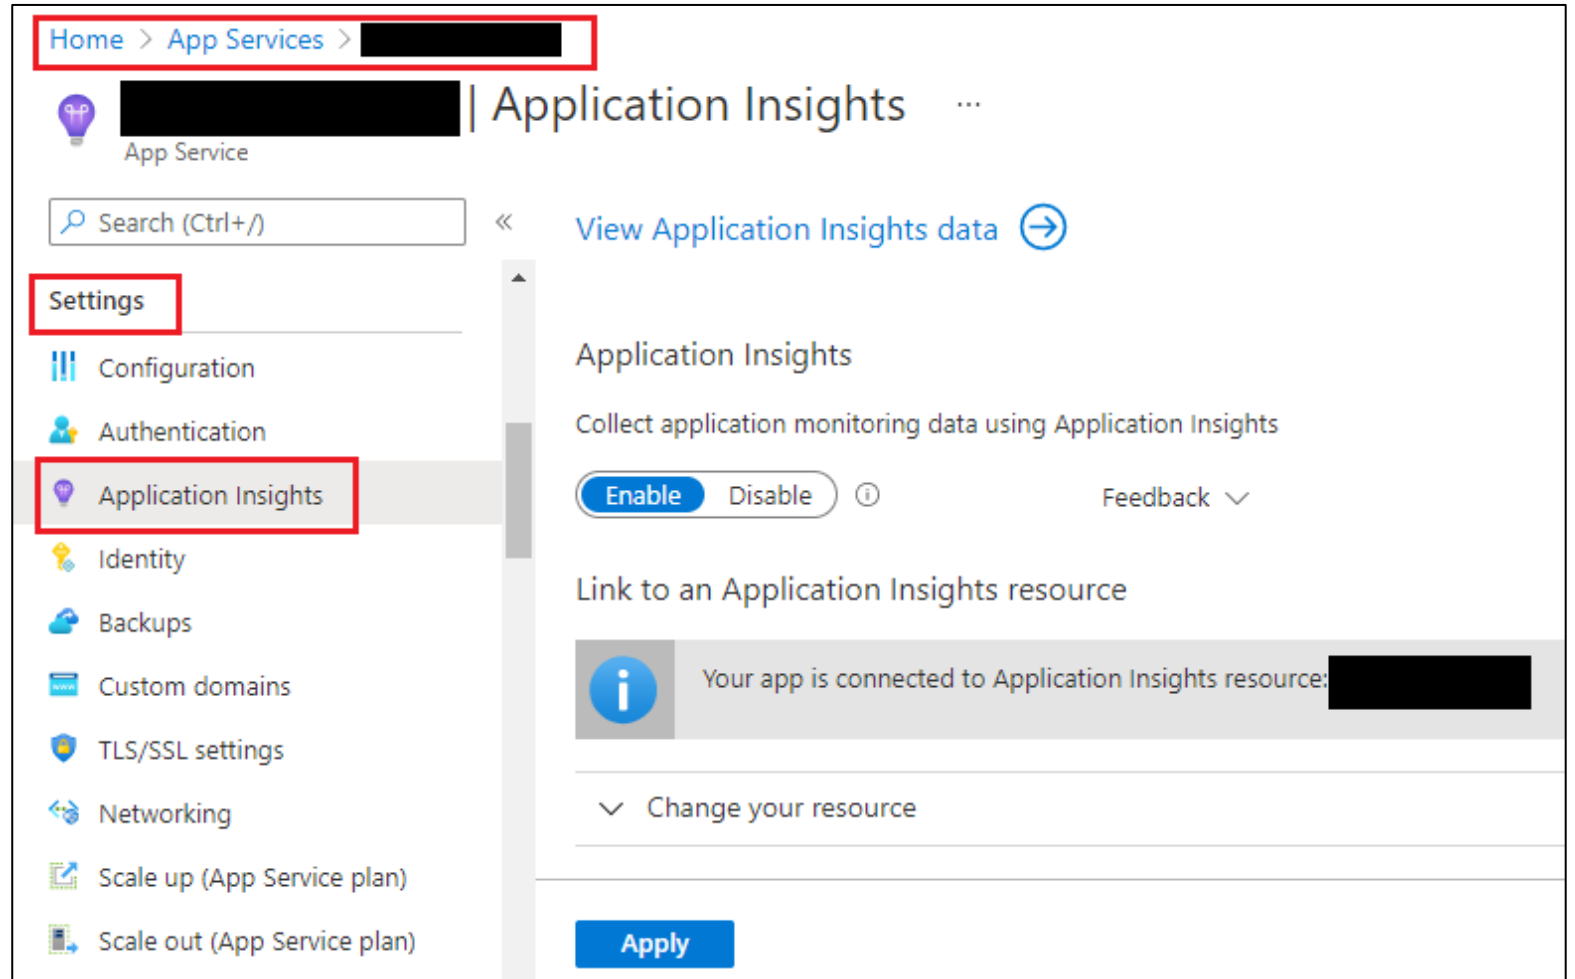 Home > App Services >
| Application Insights ...
App Service
Search (Ctrl+/) «
View Application Insights data
Settings
Configuration
Authentication
Application Insights
Identity
Backups
Custom domains
TLS/SSL settings
Networking
Scale up (App Service plan)
Scale out (App Service plan)
Application Insights
Collect application monitoring data using Application Insights
Enable Disable Feedback
Link to an Application Insights resource
Your app is connected to Application Insights resource:
Change your resource
Apply